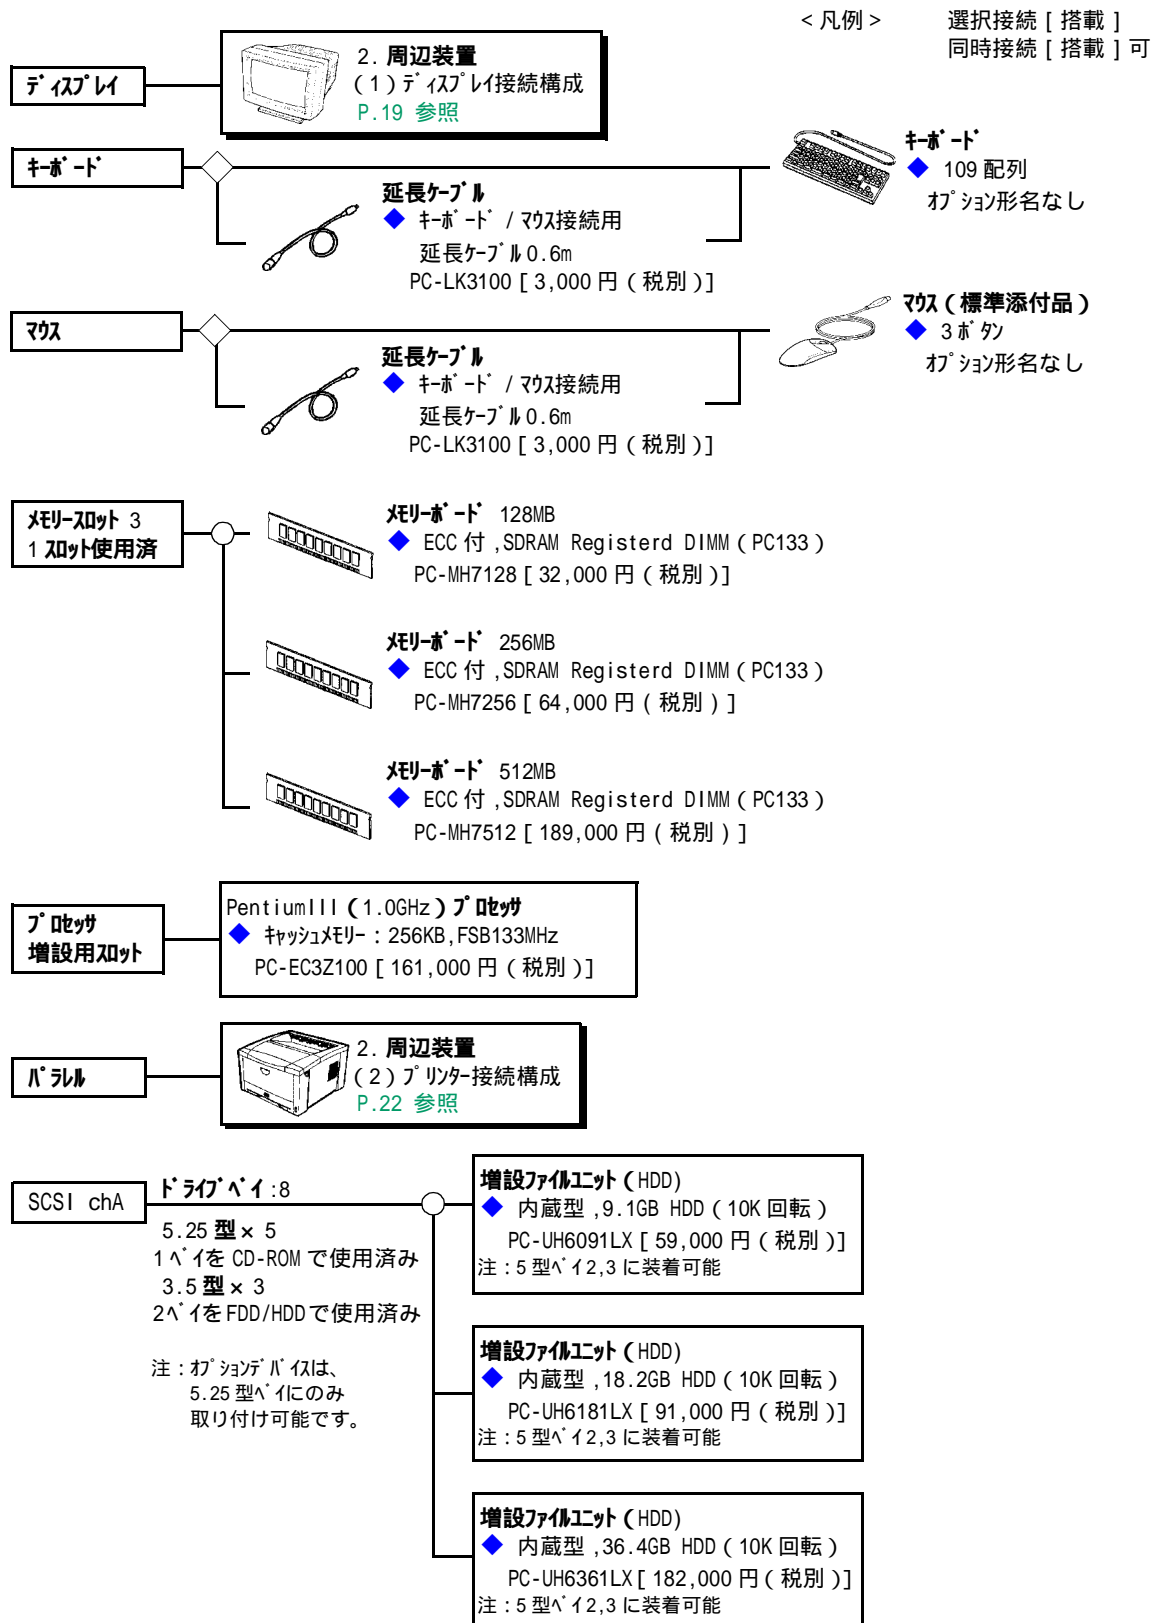 ＜凡例＞　選択接続［搭載］
同時接続［搭載］可
ﾃﾞｨｽﾌﾟﾚｲ
2. 周辺装置
（1）ﾃﾞｨｽﾌﾟﾚｲ接続構成
P.19 参照
ｷｰﾎﾞｰﾄﾞ
ｷｰﾎﾞｰﾄﾞ
◆ 109 配列
ｵﾌﾟｼｮﾝ形名なし
延長ｹｰﾌﾞﾙ
◆ ｷｰﾎﾞｰﾄﾞ / ﾏｳｽ接続用
延長ｹｰﾌﾞﾙ 0.6m
PC-LK3100［3,000 円（税別）］
ﾏｳｽ
ﾏｳｽ（標準添付品）
◆ 3 ﾎﾞﾀﾝ
ｵﾌﾟｼｮﾝ形名なし
延長ｹｰﾌﾞﾙ
◆ ｷｰﾎﾞｰﾄﾞ / ﾏｳｽ接続用
延長ｹｰﾌﾞﾙ 0.6m
PC-LK3100［3,000 円（税別）］
ﾒﾓﾘｰｽﾛｯﾄ 3
1 ｽﾛｯﾄ使用済
ﾒﾓﾘｰﾎﾞｰﾄﾞ 128MB
◆ ECC 付 ,SDRAM Registerd DIMM（PC133）
PC-MH7128［32,000 円（税別）］
ﾒﾓﾘｰﾎﾞｰﾄﾞ 256MB
◆ ECC 付 ,SDRAM Registerd DIMM（PC133）
PC-MH7256［64,000 円（税別）］
ﾒﾓﾘｰﾎﾞｰﾄﾞ 512MB
◆ ECC 付 ,SDRAM Registerd DIMM（PC133）
PC-MH7512［189,000 円（税別）］
ﾌﾟﾛｾｯｻ
増設用ｽﾛｯﾄ
PentiumIII（1.0GHz）ﾌﾟﾛｾｯｻ
◆ ｷｬｯｼｭﾒﾓﾘｰ：256KB,FSB133MHz
PC-EC3Z100［161,000 円（税別）］
ﾊﾟﾗﾚﾙ
2. 周辺装置
（2）ﾌﾟﾘﾝﾀｰ接続構成
P.22 参照
SCSI chA
ﾄﾞﾗｲﾌﾞﾍﾞｲ:8
5.25 型× 5
1 ﾍﾞｲを CD-ROM で使用済み
3.5 型× 3
2ﾍﾞｲを FDD/HDD で使用済み
注：ｵﾌﾟｼｮﾝﾃﾞﾊﾞｲｽは、
5.25 型ﾍﾞｲにのみ
取り付け可能です。
増設ﾌｧｲﾙﾕﾆｯﾄ（HDD)
◆ 内蔵型 ,9.1GB HDD（10K 回転）
PC-UH6091LX［59,000 円（税別）］
注：5 型ﾍﾞｲ 2,3 に装着可能
増設ﾌｧｲﾙﾕﾆｯﾄ（HDD)
◆ 内蔵型 ,18.2GB HDD（10K 回転）
PC-UH6181LX［91,000 円（税別）］
注：5 型ﾍﾞｲ 2,3 に装着可能
増設ﾌｧｲﾙﾕﾆｯﾄ（HDD)
◆ 内蔵型 ,36.4GB HDD（10K 回転）
PC-UH6361LX［182,000 円（税別）］
注：5 型ﾍﾞｲ 2,3 に装着可能